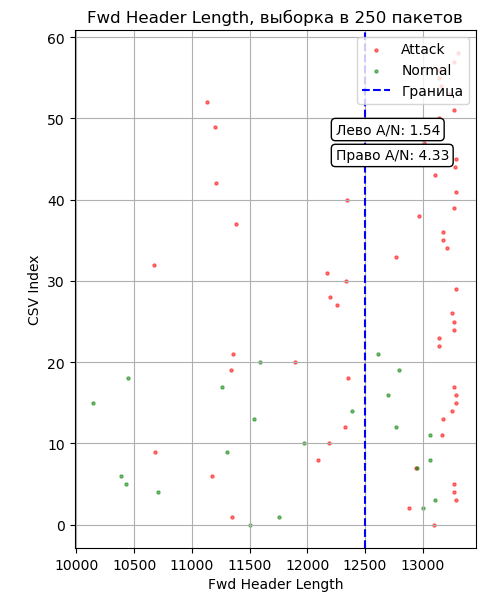 Fwd Header Length, выборка в 250 пакетов
Attack
Normal
Граница
Лево A/N: 1.54
Право A/N: 4.33
60
50
40
30
20
10
0
CSV Index
10000 10500 11000 11500 12000 12500 13000
Fwd Header Length